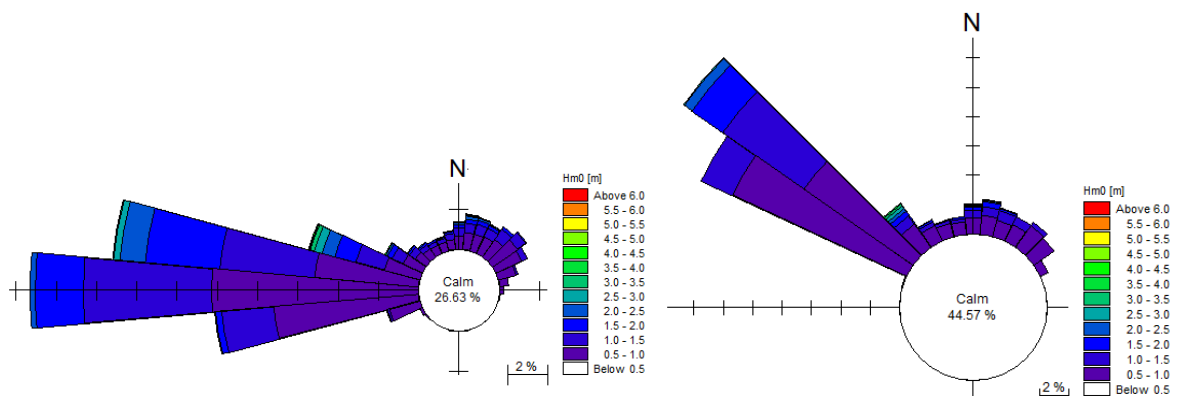 N
Calm
26.63 %
2 %
Hm0 [m]
Above 6.0
5.5 - 6.0
5.0 - 5.5
4.5 - 5.0
4.0 - 4.5
3.5 - 4.0
3.0 - 3.5
2.5 - 3.0
2.0 - 2.5
1.5 - 2.0
1.0 - 1.5
0.5 - 1.0
Below 0.5
N
Calm
44.57 %
2 %
Hm0 [m]
Above 6.0
5.5 - 6.0
5.0 - 5.5
4.5 - 5.0
4.0 - 4.5
3.5 - 4.0
3.0 - 3.5
2.5 - 3.0
2.0 - 2.5
1.5 - 2.0
1.0 - 1.5
0.5 - 1.0
Below 0.5